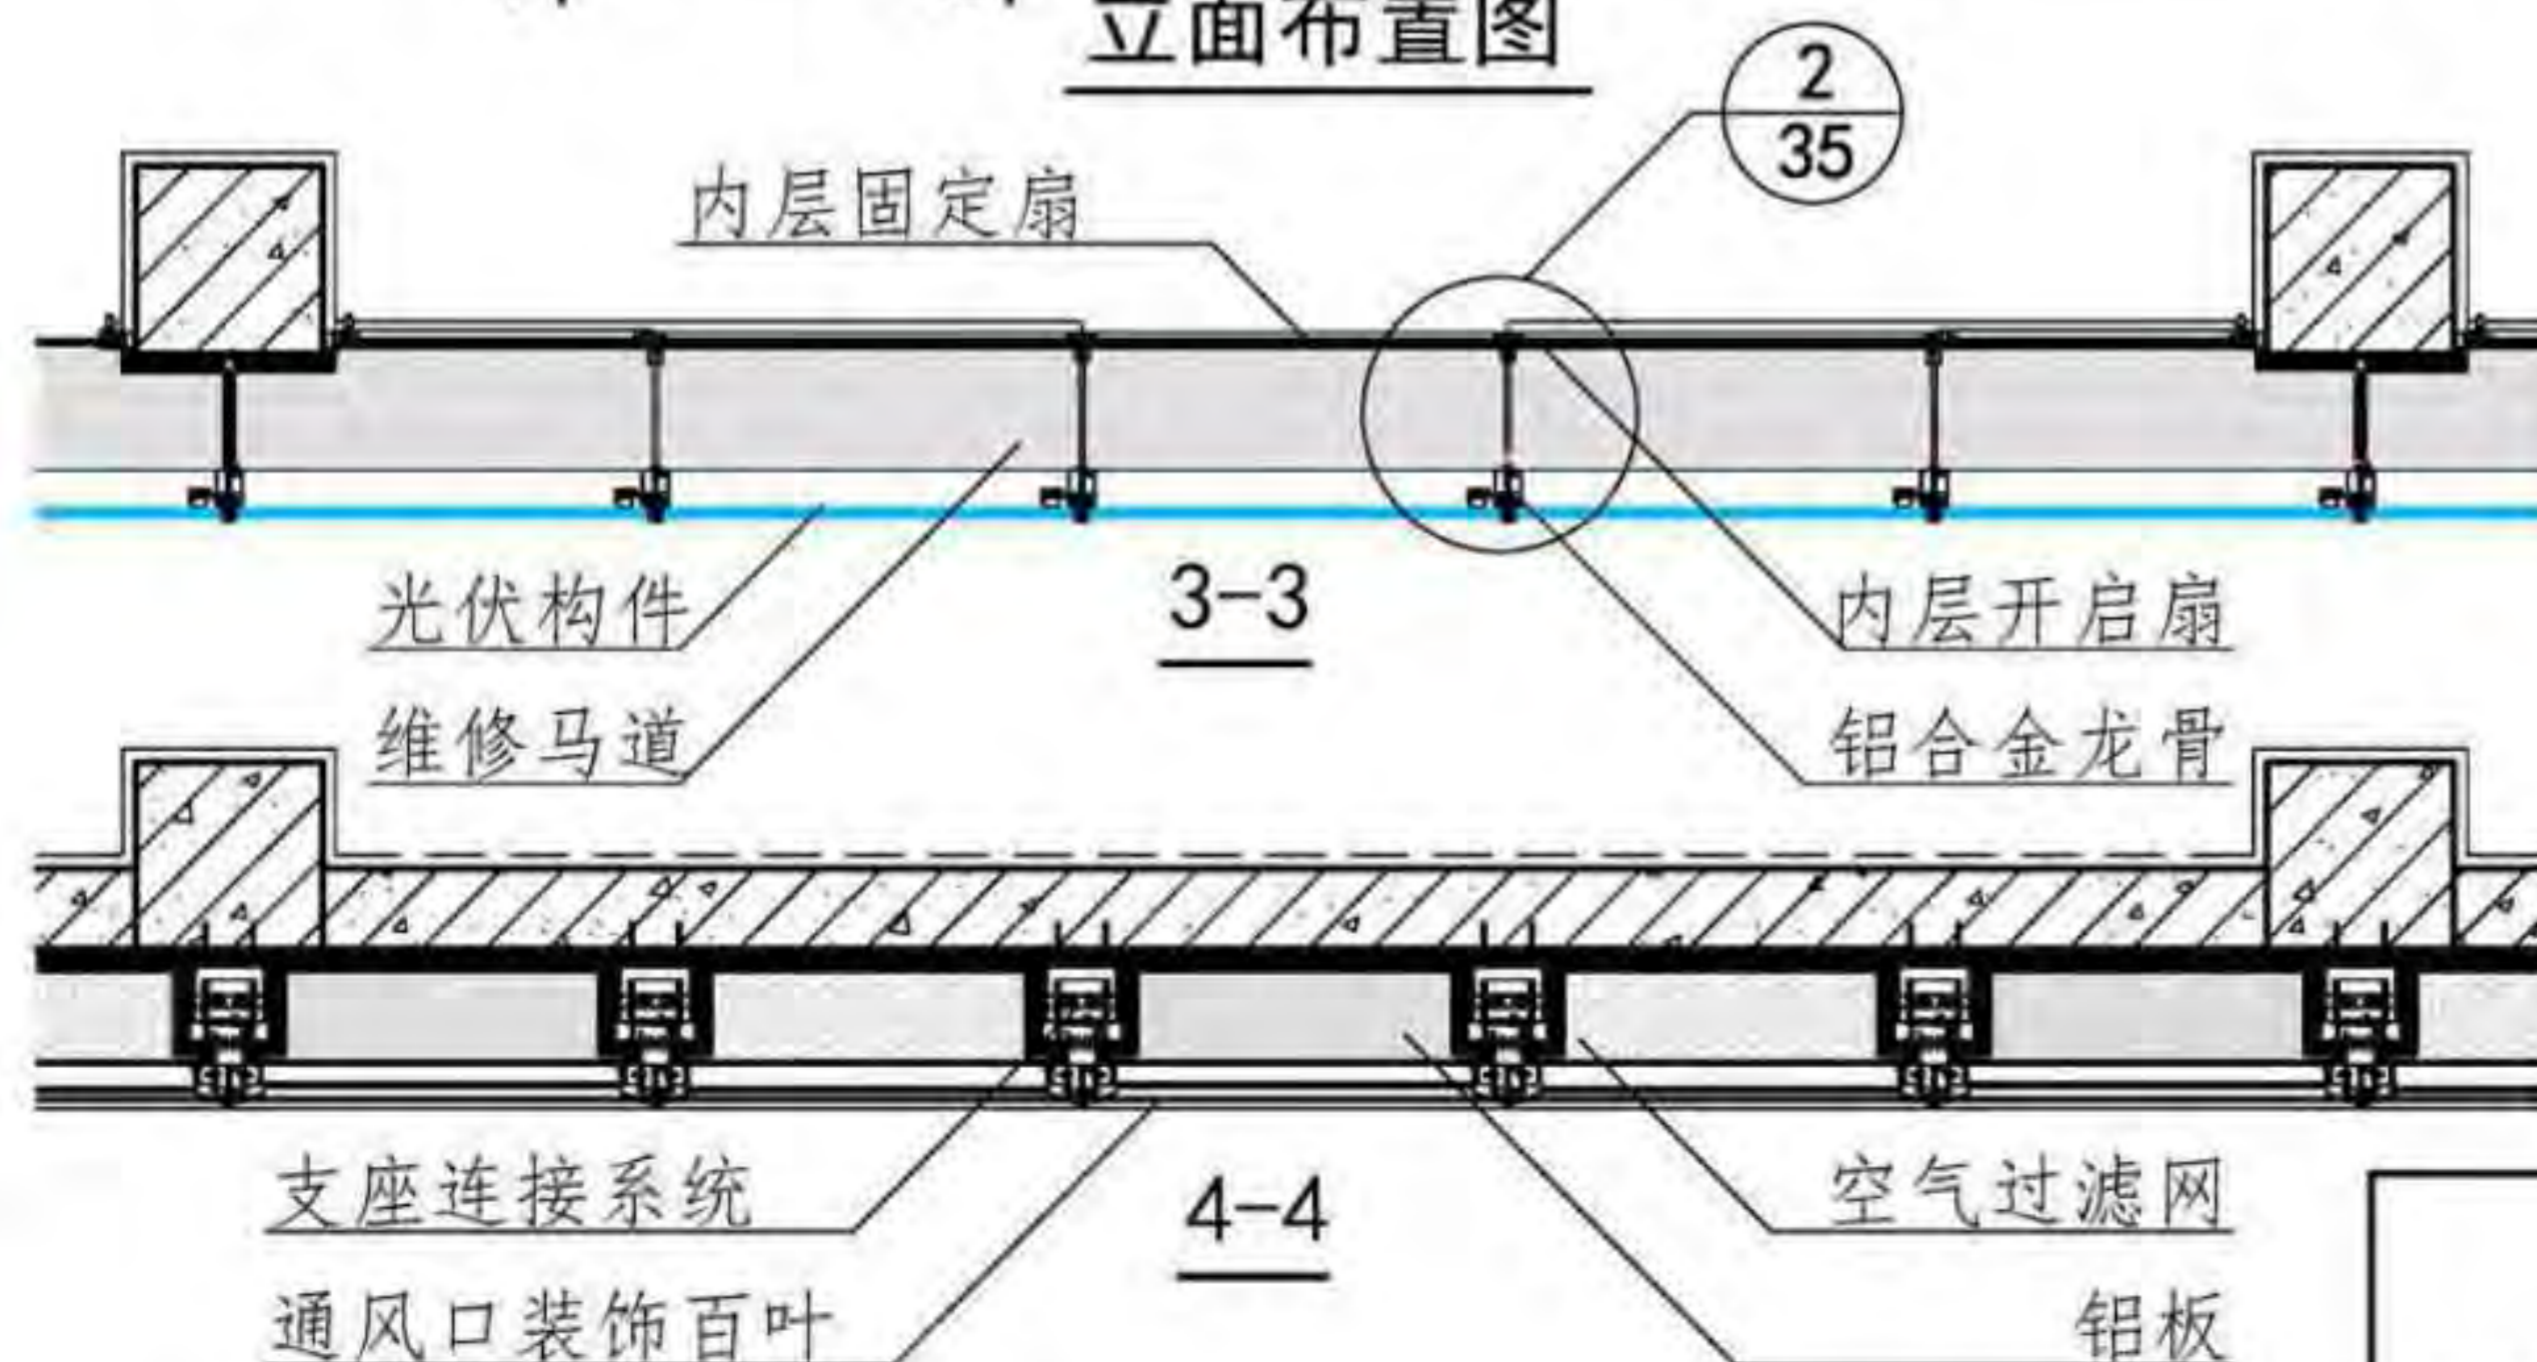 立面布置图
2
35
内层固定扇
光伏构件
3-3
内层开启扇
维修马道
铝合金龙骨
支座连接系统
4-4
空气过滤网
通风口装饰百叶
铝板